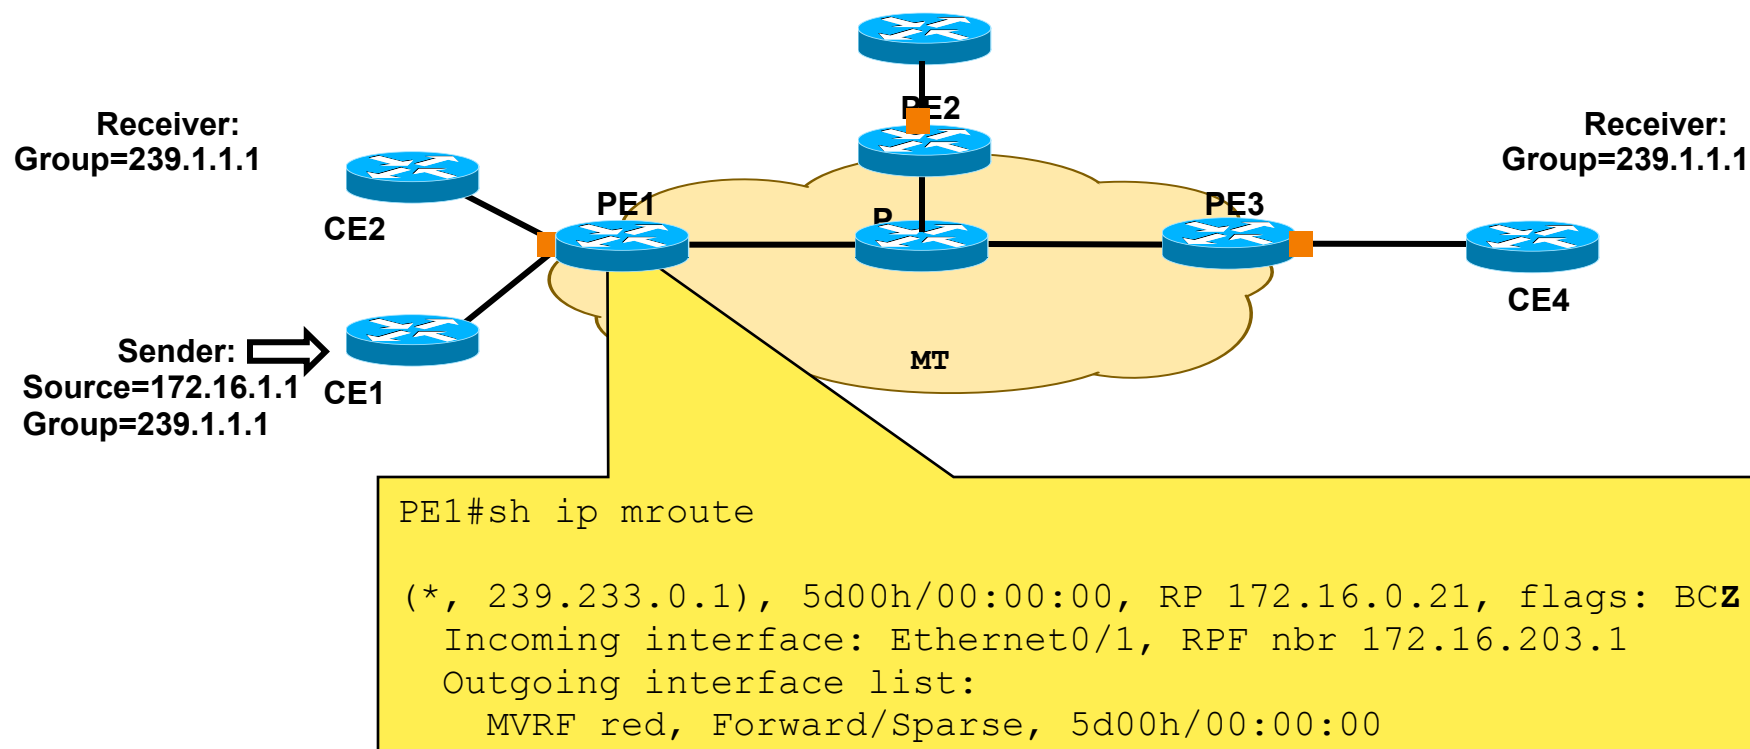 PE2
Receiver:
Group=239.1.1.1
Receiver:
Group=239.1.1.1
PE1
P
PE3
CE2
CE4
Sender:
Source=172.16.1.1
Group=239.1.1.1
CE1
MT
PE1#sh ip mroute
(*, 239.233.0.1), 5d00h/00:00:00, RP 172.16.0.21, flags: BCZ
Incoming interface: Ethernet0/1, RPF nbr 172.16.203.1
Outgoing interface list:
MVRF red, Forward/Sparse, 5d00h/00:00:00